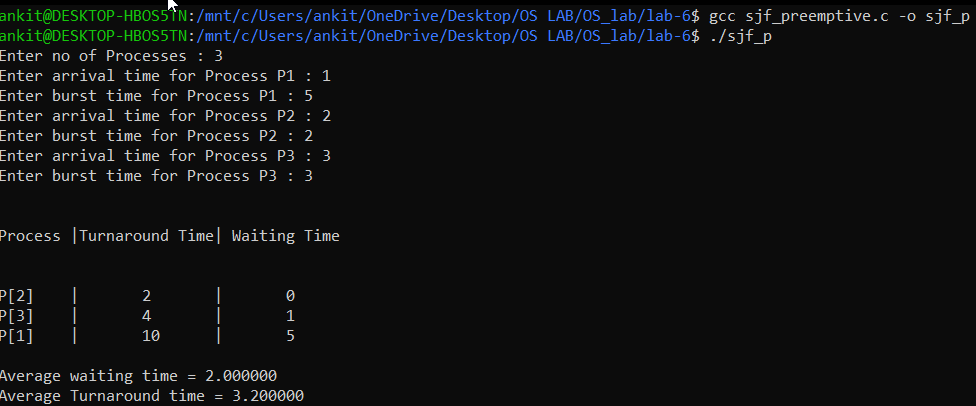 ankit@DESKTOP-HBOS5TN:/mnt/c/Users/ankit/OneDrive/Desktop/OS LAB/OS_lab/lab-6$ gcc sjf_preemptive.c -o sjf_p
ankit@DESKTOP-HBOS5TN:/mnt/c/Users/ankit/OneDrive/Desktop/OS LAB/OS_lab/lab-6$ ./sjf_p
Enter no of Processes : 3
Enter arrival time for Process P1 : 1
Enter burst time for Process P1 : 5
Enter arrival time for Process P2 : 2
Enter burst time for Process P2 : 2
Enter arrival time for Process P3 : 3
Enter burst time for Process P3 : 3
Process |Turnaround Time| Waiting Time
P[2] | 2 | 0
P[3] | 4 | 1
P[1] | 10 | 5
Average waiting time = 2.000000
Average Turnaround time = 3.200000